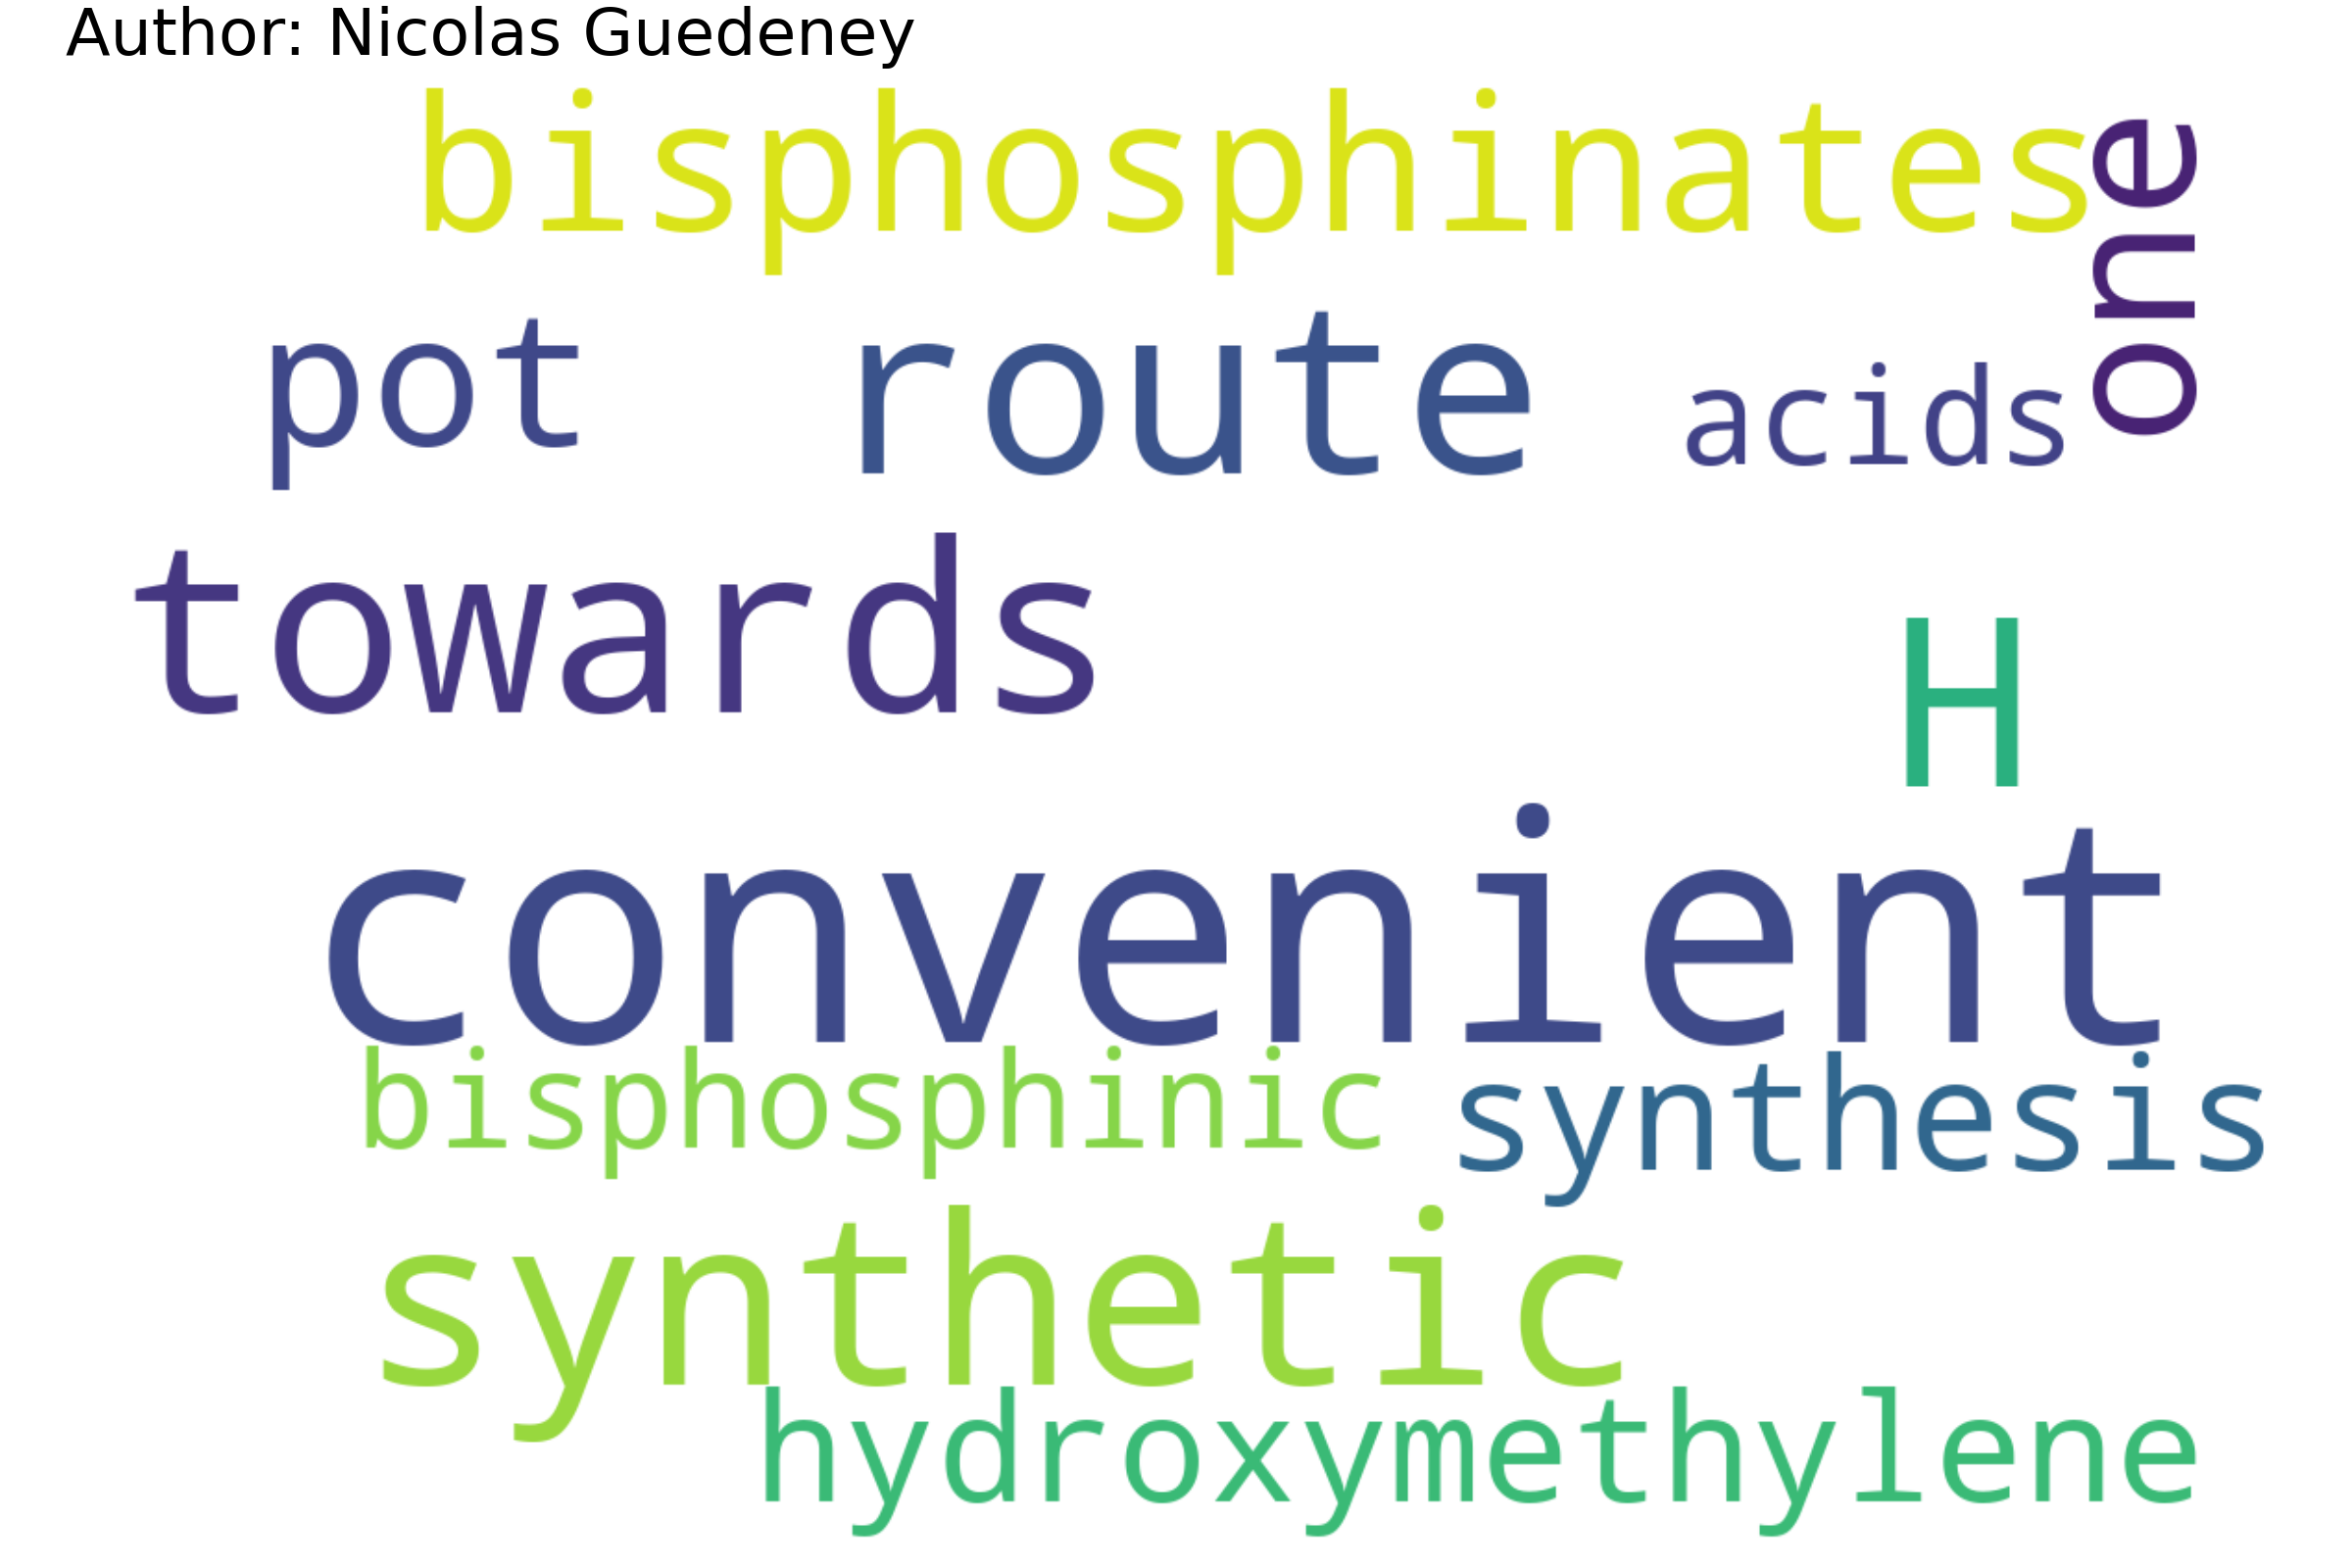 Author: Nicolas Guedeney
bisphosphinates
one
pot
route
acids
towards
H
convenient
bisphosphinic
synthesis
synthetic
hydroxymethylene